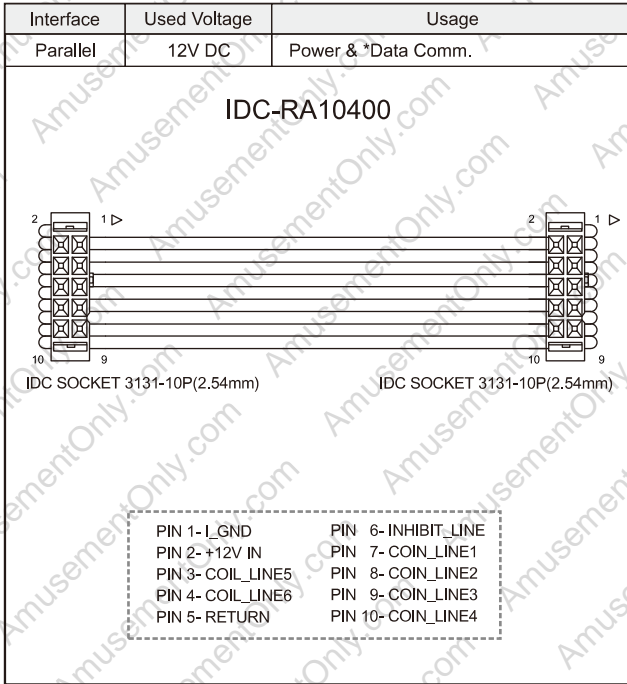 Interface Used Voltage Usage
Parallel 12V DC Power & *Data Comm.
IDC-RA10400
2 1 2 1
10 9 10 9
IDC SOCKET 3131-10P(2.54mm) IDC SOCKET 3131-10P(2.54mm)
PIN 1- I_GND PIN 6- INHIBIT_LINE
PIN 2- +12V IN PIN 7- COIN_LINE1
PIN 3- COIL_LINE5 PIN 8- COIN_LINE2
PIN 4- COIL_LINE6 PIN 9- COIN_LINE3
PIN 5- RETURN PIN 10- COIN_LINE4
AmusementOnly.com